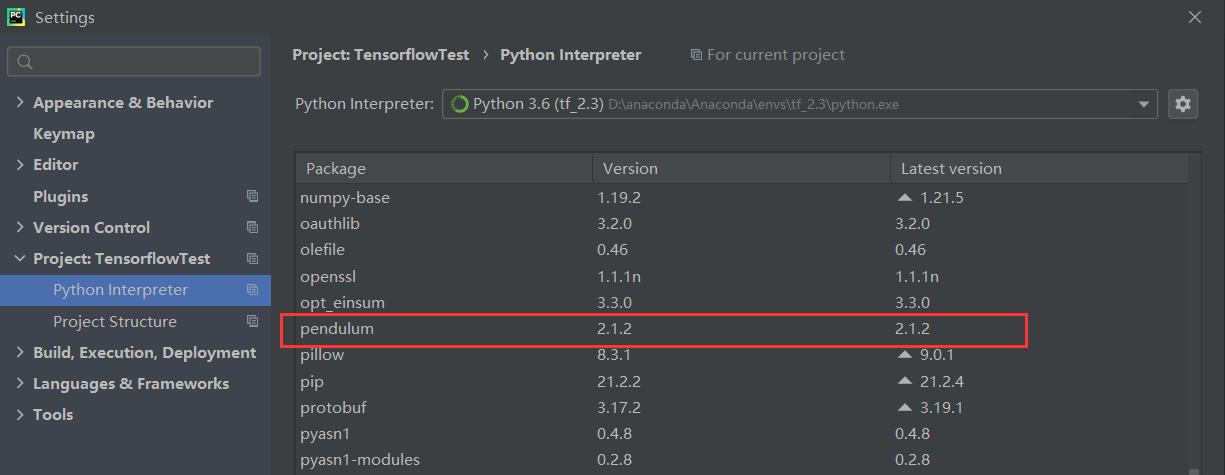 PC
Settings
Project: TensorflowTest › Python Interpreter For current project
Python Interpreter: Python 3.6 (tf_2.3) D:\anaconda\Anaconda\envs\tf_2.3\python.exe
Appearance & Behavior
Keymap
Editor
Plugins
Version Control
Project: TensorflowTest
Python Interpreter
Project Structure
Build, Execution, Deployment
Languages & Frameworks
Tools
Package Version Latest version
numpy-base 1.19.2 1.21.5
oauthlib 3.2.0 3.2.0
olefile 0.46 0.46
openssl 1.1.1n 1.1.1n
opt_einsum 3.3.0 3.3.0
pendulum 2.1.2 2.1.2
pillow 8.3.1 9.0.1
pip 21.2.2 21.2.4
protobuf 3.17.2 3.19.1
pyasn1 0.4.8 0.4.8
pyasn1-modules 0.2.8 0.2.8